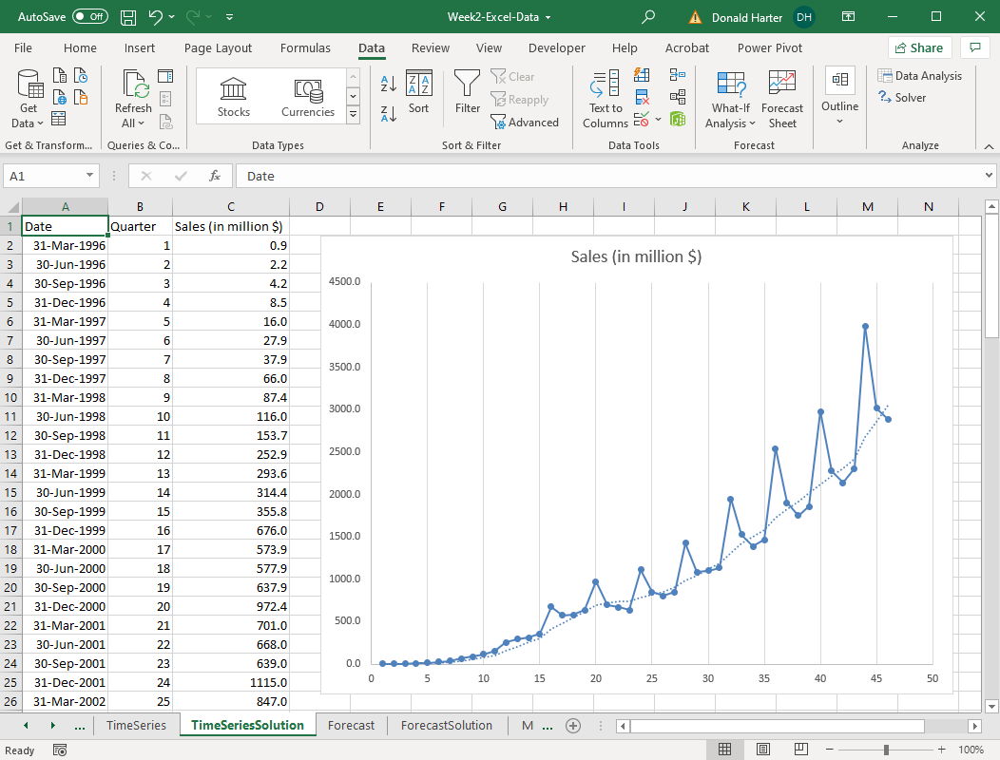 AutoSave Off Week2-Excel-Data Donald Harter DH
File Home Insert Page Layout Formulas Data Review View Developer Help Acrobat Power Pivot Share
Get Data
Refresh All
Stocks Currencies
Sort
Filter
Clear
Reapply
Advanced
Text to Columns
What-If Analysis
Forecast Sheet
Outline
Data Analysis
Solver
Get & Transform... Queries & Co... Data Types Sort & Filter Data Tools Forecast Analyze
A1 fx Date
A B C D E F G H I J K L M N
1 Date Quarter Sales (in million $)
2 31-Mar-1996 1 0.9
3 30-Jun-1996 2 2.2
4 30-Sep-1996 3 4.2
5 31-Dec-1996 4 8.5
6 31-Mar-1997 5 16.0
7 30-Jun-1997 6 27.9
8 30-Sep-1997 7 37.9
9 31-Dec-1997 8 66.0
10 31-Mar-1998 9 87.4
11 30-Jun-1998 10 116.0
12 30-Sep-1998 11 153.7
13 31-Dec-1998 12 252.9
14 31-Mar-1999 13 293.6
15 30-Jun-1999 14 314.4
16 30-Sep-1999 15 355.8
17 31-Dec-1999 16 676.0
18 31-Mar-2000 17 573.9
19 30-Jun-2000 18 577.9
20 30-Sep-2000 19 637.9
21 31-Dec-2000 20 972.4
22 31-Mar-2001 21 701.0
23 30-Jun-2001 22 668.0
24 30-Sep-2001 23 639.0
25 31-Dec-2001 24 1115.0
26 31-Mar-2002 25 847.0
Sales (in million $)
4500.0
4000.0
3500.0
3000.0
2500.0
2000.0
1500.0
1000.0
500.0
0.0
0 5 10 15 20 25 30 35 40 45 50
... TimeSeries TimeSeriesSolution Forecast ForecastSolution M ...
Ready 100%